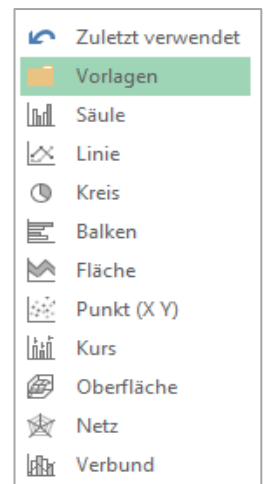 Zuletzt verwendet
Vorlagen
Säule
Linie
Kreis
Balken
Fläche
Punkt (X Y)
Kurs
Oberfläche
Netz
Verbund